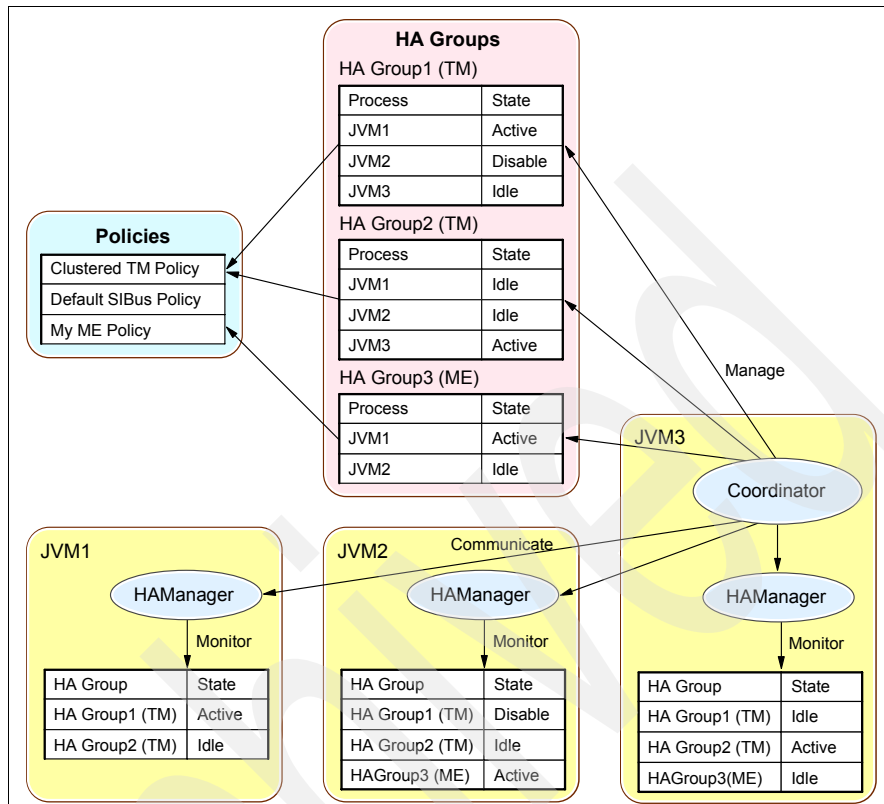 HA Groups
HA Group1 (TM)
Process State
JVM1 Active
JVM2 Disable
JVM3 Idle
HA Group2 (TM)
Process State
JVM1 Idle
JVM2 Idle
JVM3 Active
HA Group3 (ME)
Process State
JVM1 Active
JVM2 Idle
Policies
Clustered TM Policy
Default SIBus Policy
My ME Policy
Manage
JVM3
Coordinator
Communicate
JVM1
HAManager
Monitor
HA Group State
HA Group1 (TM) Active
HA Group2 (TM) Idle
JVM2
HAManager
Monitor
HA Group State
HA Group1 (TM) Disable
HA Group2 (TM) Idle
HAGroup3 (ME) Active
HAManager
Monitor
HA Group State
HA Group1 (TM) Idle
HA Group2 (TM) Active
HAGroup3(ME) Idle